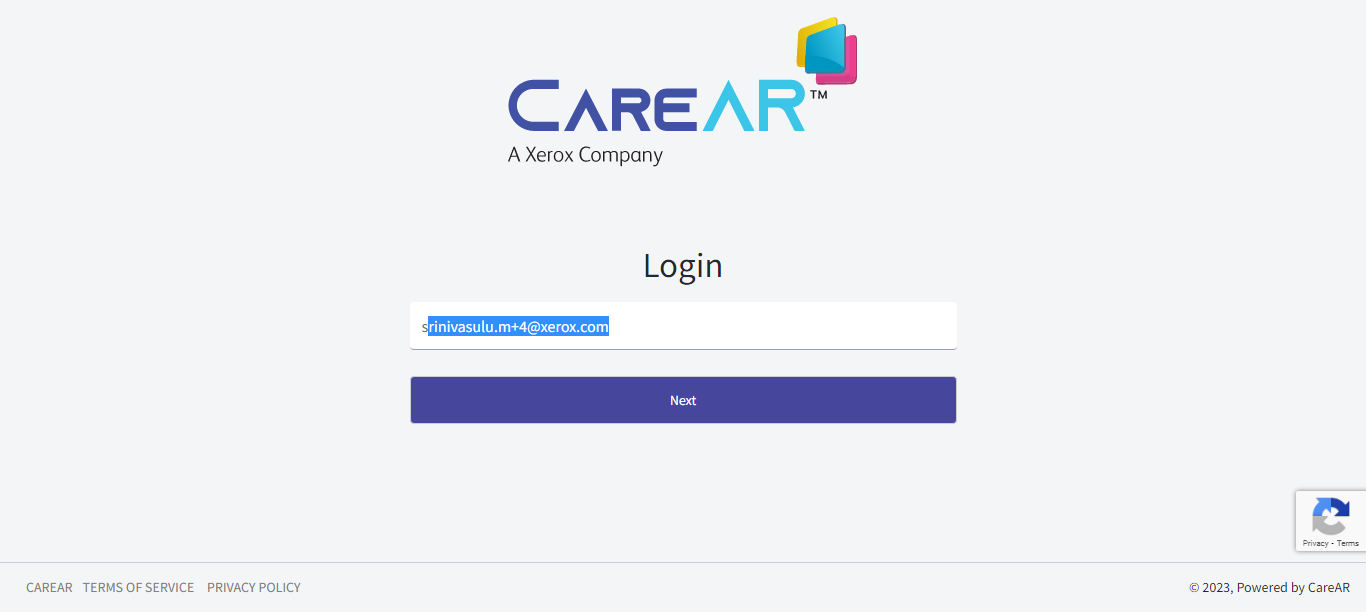 CAREAR™
A Xerox Company
Login
srinivasulu.m+4@xerox.com
Next
Privacy - Terms
CAREAR TERMS OF SERVICE PRIVACY POLICY © 2023, Powered by CareAR